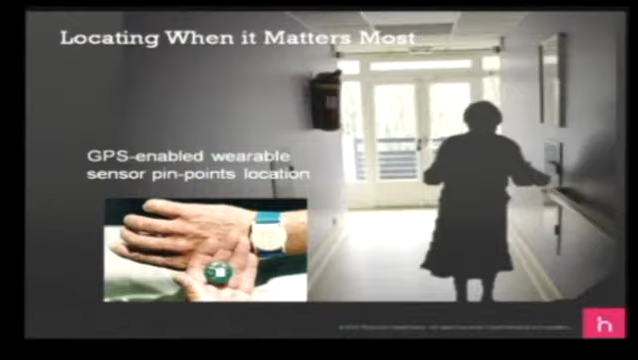 Locating When it Matters Most
GPS-enabled wearable
sensor pin-points location
h